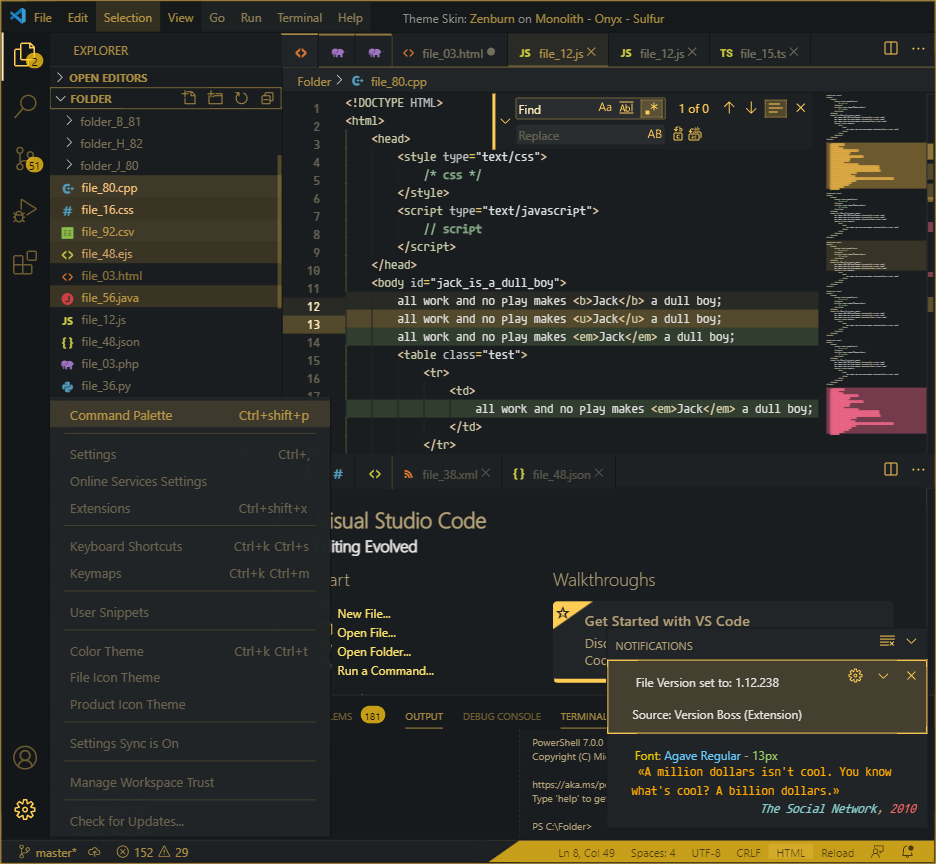 File Edit Selection View Go Run Terminal Help Theme Skin: Zenburn on Monolith - Onyx - Sulfur
2
51
EXPLORER
OPEN EDITORS
FOLDER
folder_B_81
folder_H_82
folder_J_80
file_80.cpp
file_16.css
file_92.csv
file_48.ejs
file_03.html
file_56.java
file_12.js
file_48.json
file_03.php
file_36.py
file_03.html JS file_12.js JS file_12.js TS file_15.ts
Folder > file_80.cpp
Find Aa Abl .* 1 of 0
Replace AB
1 <!DOCTYPE HTML>
2 <html>
3 <head>
4 <style type="text/css">
5 /* css */
6 </style>
7 <script type="text/javascript">
8 // script
9 </script>
10 </head>
11 <body id="jack_is_a_dull_boy">
12 all work and no play makes <b>Jack</b> a dull boy;
13 all work and no play makes <u>Jack</u> a dull boy;
14 all work and no play makes <em>Jack</em> a dull boy;
15 <table class="test">
16 <tr>
17 <td>
all work and no play makes <em>Jack</em> a dull boy;
</td>
</tr>
Command Palette Ctrl+shift+p
Settings Ctrl+,
Online Services Settings
Extensions Ctrl+shift+x
Keyboard Shortcuts Ctrl+k Ctrl+s
Keymaps Ctrl+k Ctrl+m
User Snippets
Color Theme Ctrl+k Ctrl+t
File Icon Theme
Product Icon Theme
Settings Sync is On
Manage Workspace Trust
Check for Updates...
# <> file_38.xml {} file_48.json
isual Studio Code
iting Evolved
art
New File...
Open File...
Open Folder...
Run a Command...
Walkthroughs
Get Started with VS Code
Disc
Coo
NOTIFICATIONS
File Version set to: 1.12.238
Source: Version Boss (Extension)
Font: Agave Regular - 13px
«A million dollars isn't cool. You know
what's cool? A billion dollars.»
The Social Network, 2010
LEMS 181 OUTPUT DEBUG CONSOLE TERMINAL
PowerShell 7.0.0
Copyright (C) Mi
https://aka.ms/p
Type 'help' to ge
PS C:\Folder>
master* 152 29 Ln 8, Col 49 Spaces: 4 UTF-8 CRLF HTML Reload